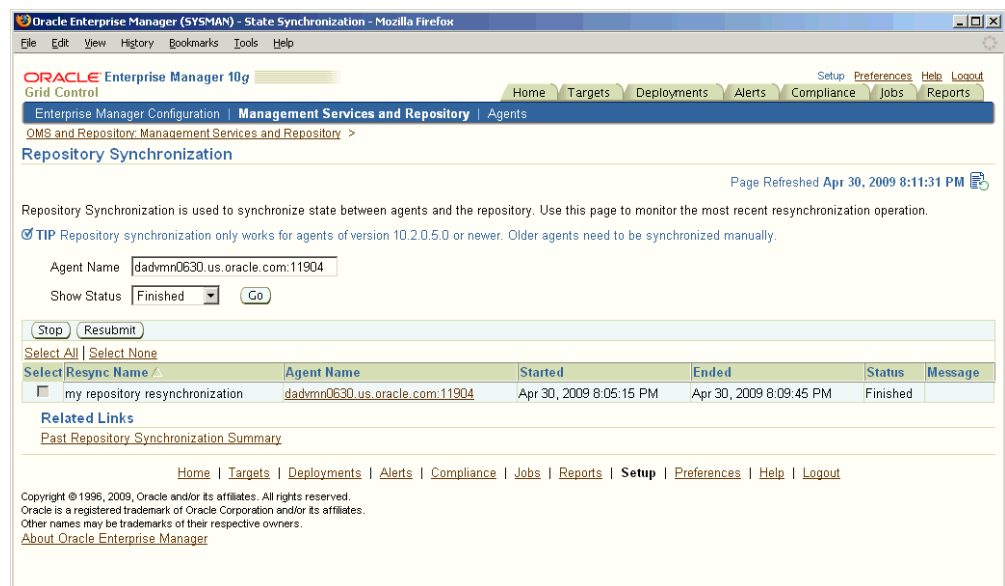 Oracle Enterprise Manager (SYSMAN) - State Synchronization - Mozilla Firefox
File Edit View History Bookmarks Tools Help
ORACLE Enterprise Manager 10g
Grid Control
Setup Preferences Help Logout
Home Targets Deployments Alerts Compliance Jobs Reports
Enterprise Manager Configuration | Management Services and Repository | Agents
OMS and Repository: Management Services and Repository >
Repository Synchronization
Page Refreshed Apr 30, 2009 8:11:31 PM
Repository Synchronization is used to synchronize state between agents and the repository. Use this page to monitor the most recent resynchronization operation.
TIP Repository synchronization only works for agents of version 10.2.0.5.0 or newer. Older agents need to be synchronized manually.
Agent Name dadvmn0630.us.oracle.com:11904
Show Status Finished Go
Stop Resubmit
Select All | Select None
Select Resync Name Agent Name Started Ended Status Message
my repository resynchronization dadvmn0630.us.oracle.com:11904 Apr 30, 2009 8:05:15 PM Apr 30, 2009 8:09:45 PM Finished
Related Links
Past Repository Synchronization Summary
Home | Targets | Deployments | Alerts | Compliance | Jobs | Reports | Setup | Preferences | Help | Logout
Copyright © 1996, 2009, Oracle and/or its affiliates. All rights reserved.
Oracle is a registered trademark of Oracle Corporation and/or its affiliates.
Other names may be trademarks of their respective owners.
About Oracle Enterprise Manager